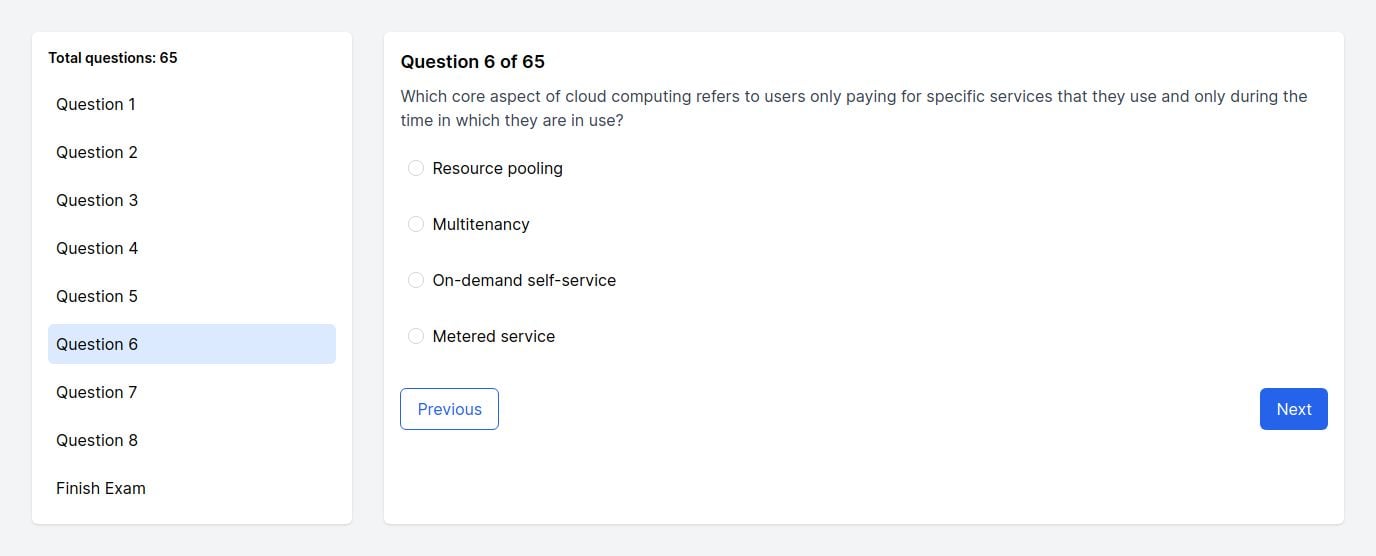 Total questions: 65
Question 1
Question 2
Question 3
Question 4
Question 5
Question 6
Question 7
Question 8
Finish Exam
Question 6 of 65
Which core aspect of cloud computing refers to users only paying for specific services that they use and only during the
time in which they are in use?
Resource pooling
Multitenancy
On-demand self-service
Metered service
Previous
Next